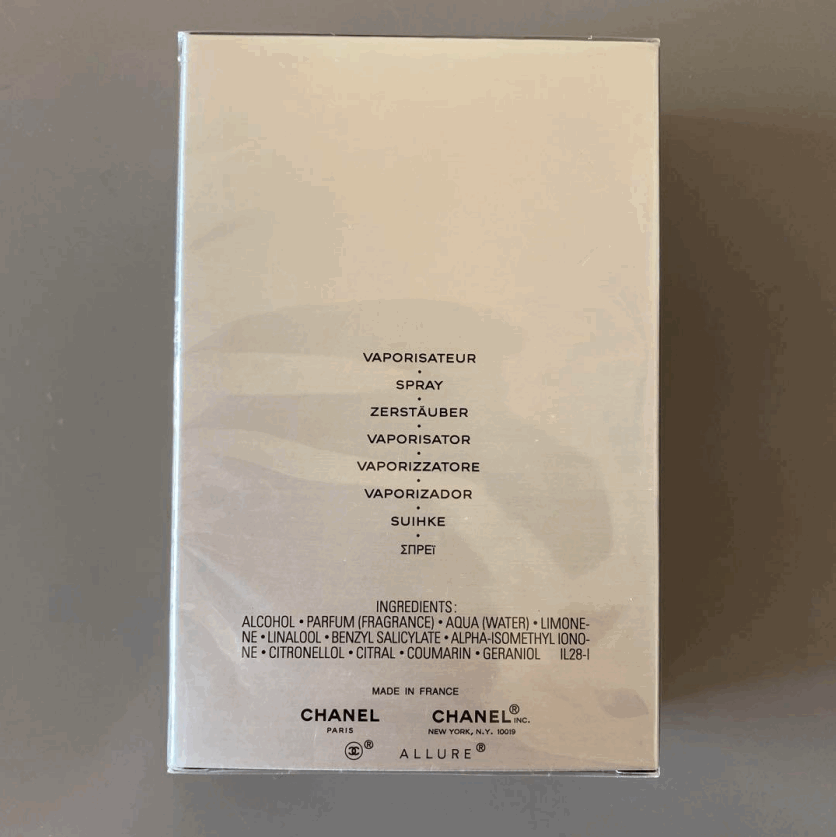 VAPORISATEUR
•
SPRAY
•
ZERSTÄUBER
•
VAPORISATOR
•
VAPORIZZATORE
•
VAPORIZADOR
•
SUIHKE
•
ΣΠΡΕϊ
INGREDIENTS:
ALCOHOL • PARFUM (FRAGRANCE) • AQUA (WATER) • LIMONE-
NE • LINALOOL • BENZYL SALICYLATE • ALPHA-ISOMETHYL IONO-
NE • CITRONELLOL • CITRAL • COUMARIN • GERANIOL IL28-I
MADE IN FRANCE
CHANEL CHANEL® INC.
PARIS NEW YORK, N.Y. 10019
® ALLURE®